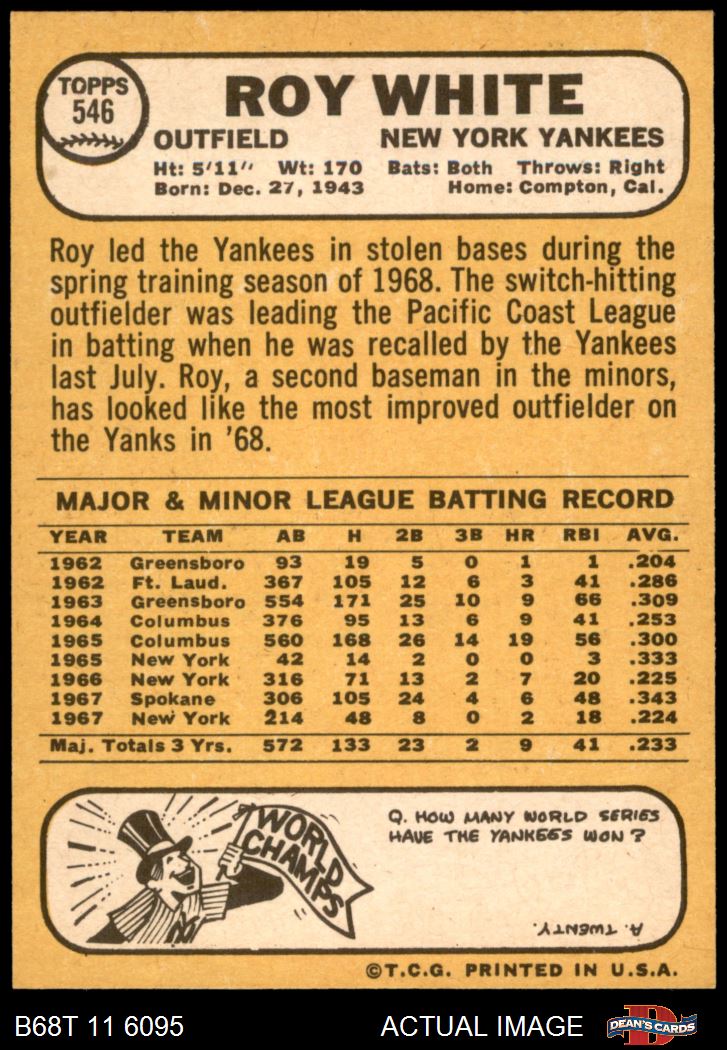 TOPPS
546
ROY WHITE
OUTFIELD NEW YORK YANKEES
Ht: 5'11" Wt: 170 Bats: Both Throws: Right
Born: Dec. 27, 1943 Home: Compton, Cal.
Roy led the Yankees in stolen bases during the
spring training season of 1968. The switch-hitting
outfielder was leading the Pacific Coast League
in batting when he was recalled by the Yankees
last July. Roy, a second baseman in the minors,
has looked like the most improved outfielder on
the Yanks in '68.
MAJOR & MINOR LEAGUE BATTING RECORD
YEAR TEAM AB H 2B 3B HR RBI AVG.
1962 Greensboro 93 19 5 0 1 1 .204
1962 Ft. Laud. 367 105 12 6 3 41 .286
1963 Greensboro 554 171 25 10 9 66 .309
1964 Columbus 376 95 13 6 9 41 .253
1965 Columbus 560 168 26 14 19 56 .300
1965 New York 42 14 2 0 0 3 .333
1966 New York 316 71 13 2 7 20 .225
1967 Spokane 306 105 24 4 6 48 .343
1967 New York 214 48 8 0 2 18 .224
Maj. Totals 3 Yrs. 572 133 23 2 9 41 .233
WORLD
CHAMPS
Q. HOW MANY WORLD SERIES
HAVE THE YANKEES WON?
A. TWENTY.
©T.C.G. PRINTED IN U.S.A.
B68T 11 6095 ACTUAL IMAGE DEAN'S CARDS